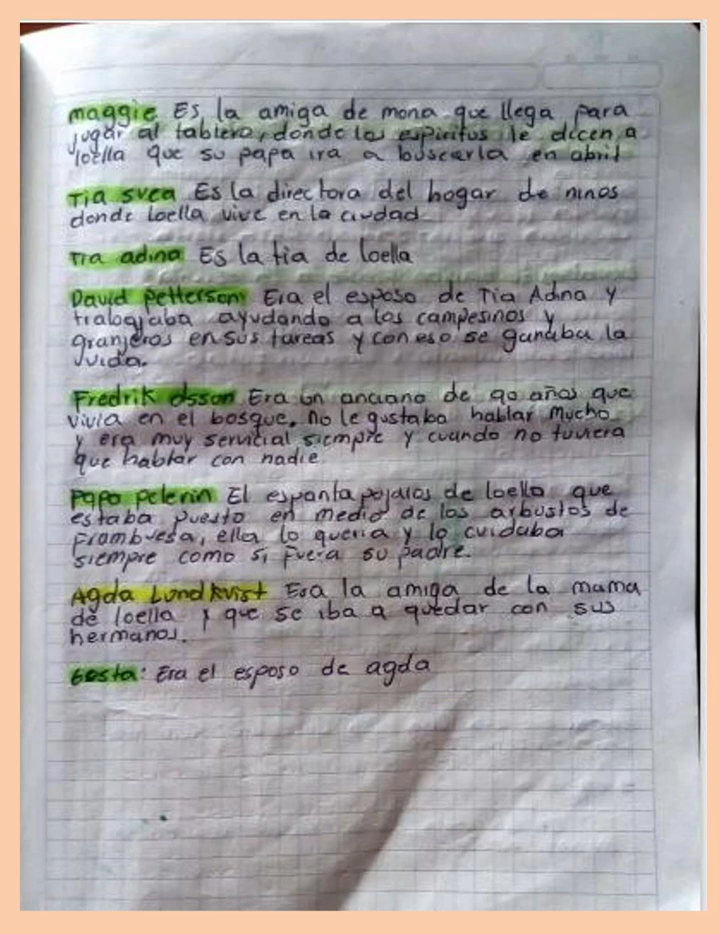 maggie Es la amiga de mona que llega para
jugar al tablero, donde los espiritus le dicen a
loella que su papa ira a buscarla en abril
Tia svea Es la directora del hogar de ninos
donde loella vive en la ciudad
Tia adina Es la tia de loella
David petterson Era el esposo de Tia Adina y
trabajaba ayudando a los campesinos y
granjeros en sus tareas y con eso se ganaba la
vida.
Fredrik olsson Era un anciano de 90 años que
vivia en el bosque. no le gustaba hablar mucho
y era muy servicial siempre y cuando no tuviera
que hablar con nadie
Papa pelerin El espanta pajaros de loella que
estaba puesto en medio de los arbustos de
Frambuesa, ella lo queria y lo cuidaba
siempre como si fuera su padre.
Agda Lundkvist Era la amiga de la mama
de loella y que se iba a quedar con sus
hermanos.
Gosta: Era el esposo de agda